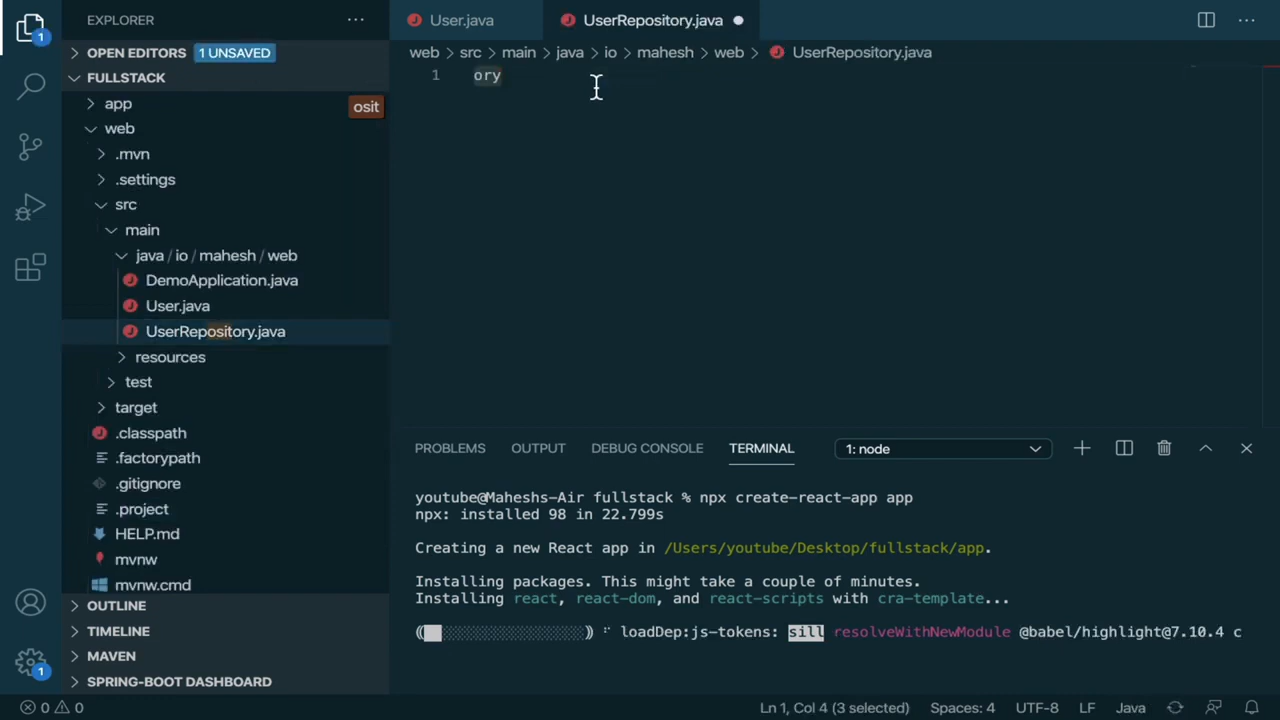 EXPLORER
User.java
UserRepository.java
1
OPEN EDITORS 1 UNSAVED
web > src > main > java > io > mahesh > web > UserRepository.java
FULLSTACK
1 ory
app
osit
web
.mvn
.settings
src
main
java / io / mahesh / web
DemoApplication.java
User.java
UserRepository.java
resources
test
target
.classpath
.factorypath
.gitignore
.project
HELP.md
mvnw
mvnw.cmd
OUTLINE
TIMELINE
MAVEN
SPRING-BOOT DASHBOARD
1
PROBLEMS OUTPUT DEBUG CONSOLE TERMINAL 1: node
youtube@Maheshs-Air fullstack % npx create-react-app app
npx: installed 98 in 22.799s
Creating a new React app in /Users/youtube/Desktop/fullstack/app.
Installing packages. This might take a couple of minutes.
Installing react, react-dom, and react-scripts with cra-template...
loadDep:js-tokens: sill resolveWithNewModule @babel/highlight@7.10.4 c
0 0
Ln 1, Col 4 (3 selected) Spaces: 4 UTF-8 LF Java